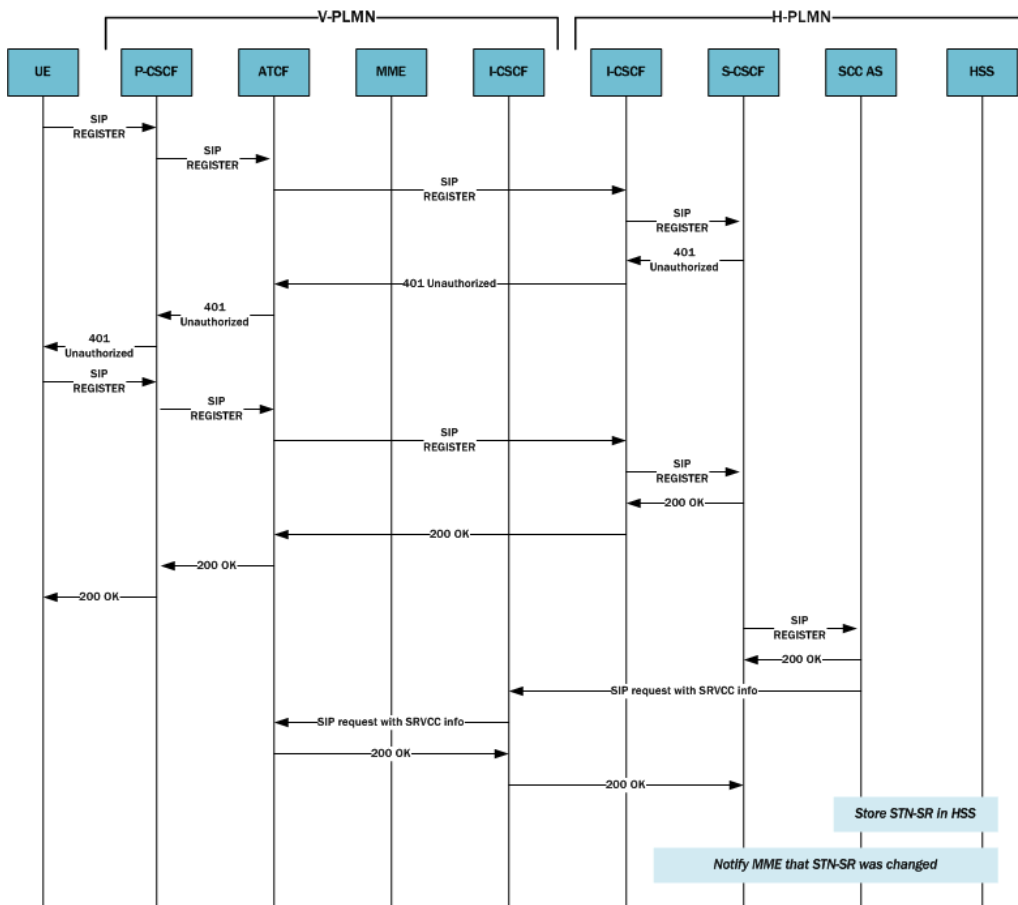 V-PLMN
H-PLMN
UE
P-CSCF
ATCF
MME
I-CSCF
I-CSCF
S-CSCF
SCC AS
HSS
SIP
REGISTER
SIP
REGISTER
SIP
REGISTER
SIP
REGISTER
401
Unauthorized
401 Unauthorized
401
Unauthorized
401
Unauthorized
SIP
REGISTER
SIP
REGISTER
SIP
REGISTER
SIP
REGISTER
200 OK
200 OK
200 OK
200 OK
SIP
REGISTER
200 OK
SIP request with SRVCC info
SIP request with SRVCC info
200 OK
200 OK
Store STN-SR in HSS
Notify MME that STN-SR was changed